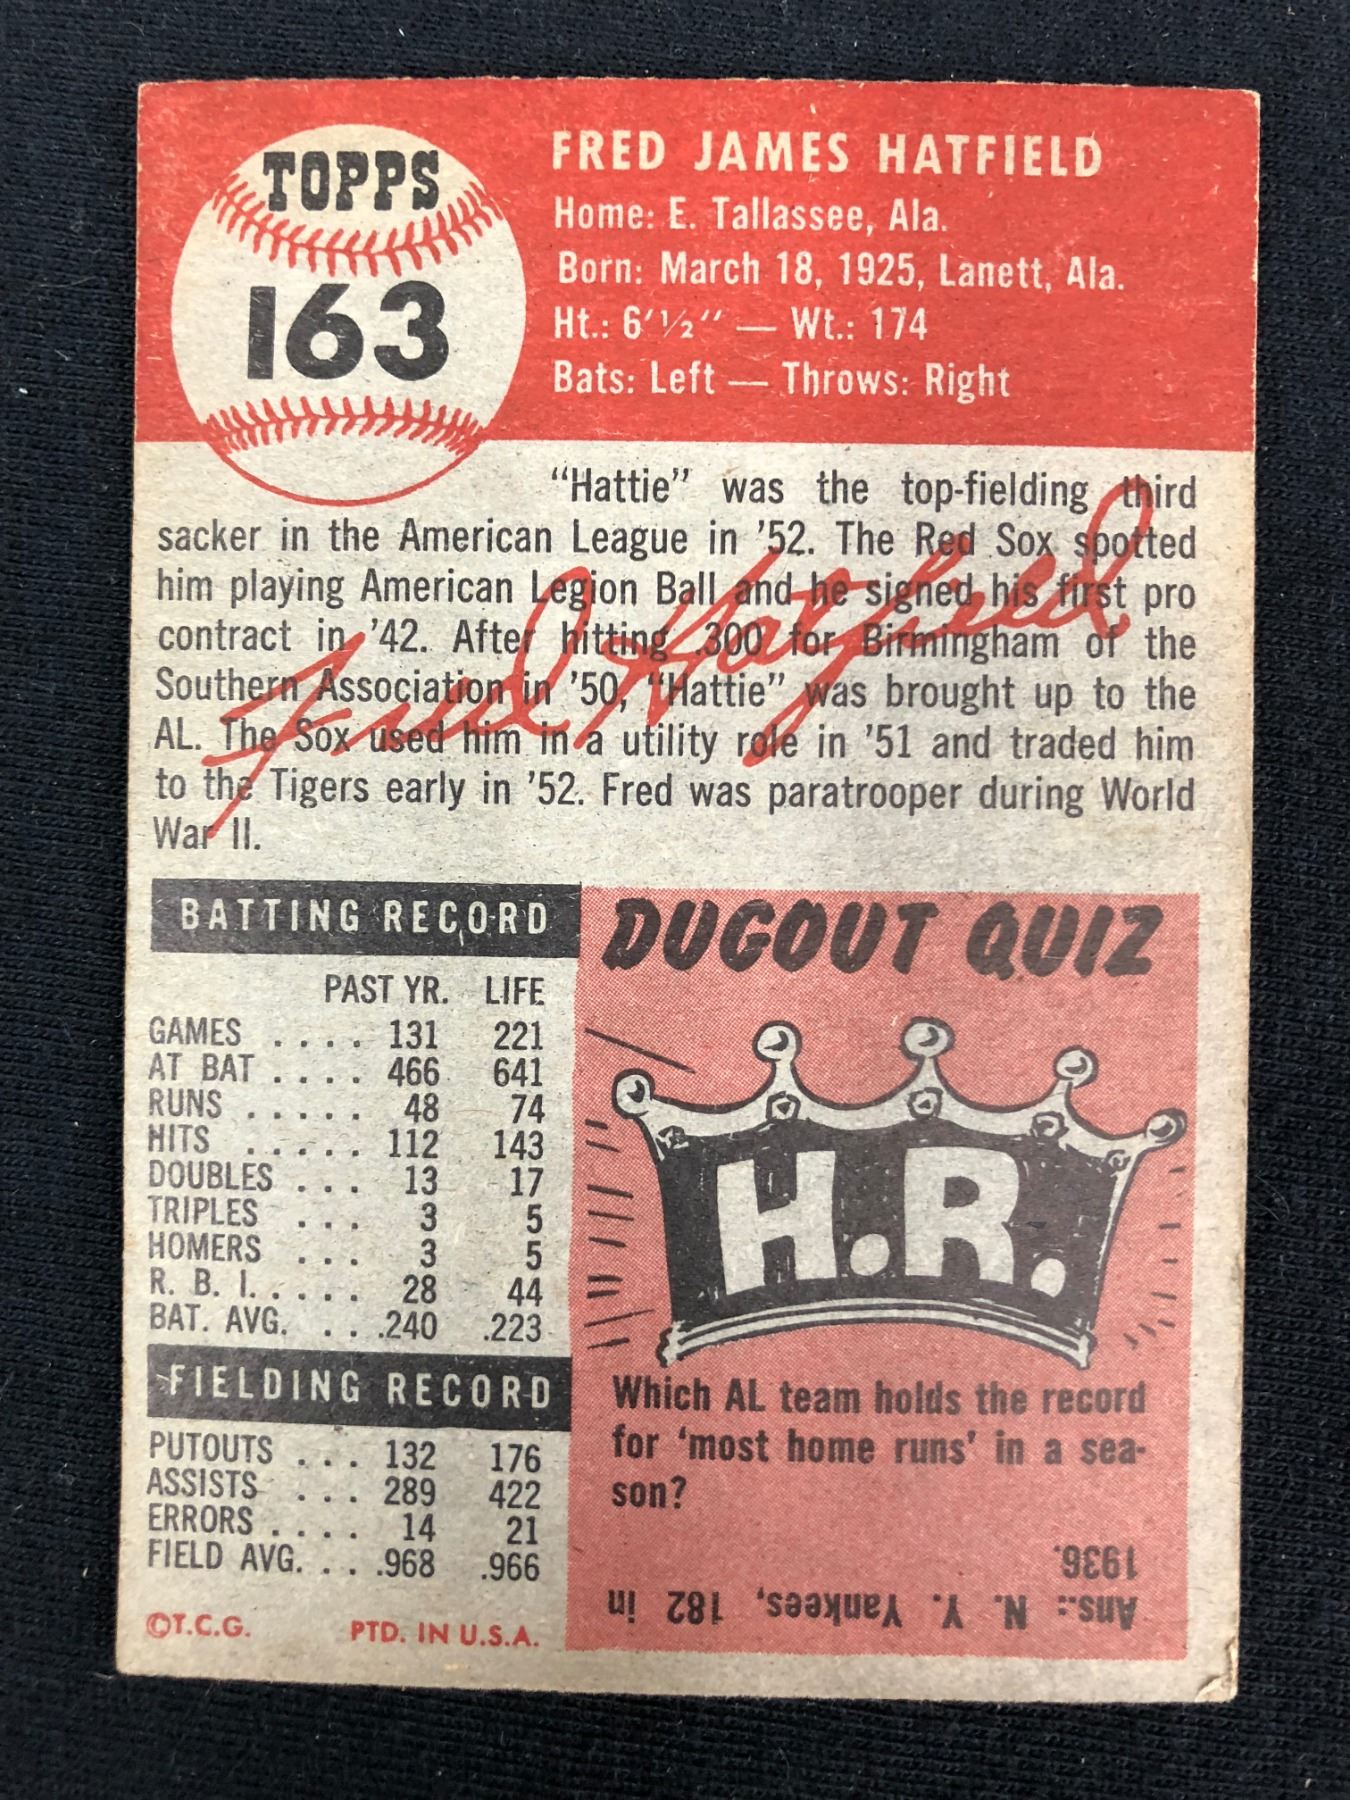 TOPPS
163
FRED JAMES HATFIELD
Home: E. Tallassee, Ala.
Born: March 18, 1925, Lanett, Ala.
Ht.: 6' ½'' — Wt.: 174
Bats: Left — Throws: Right
"Hattie" was the top-fielding third
sacker in the American League in '52. The Red Sox spotted
him playing American Legion Ball and he signed his first pro
contract in '42. After hitting .300 for Birmingham of the
Southern Association in '50, "Hattie" was brought up to the
AL. The Sox used him in a utility role in '51 and traded him
to the Tigers early in '52. Fred was paratrooper during World
War II.
Fred Hatfield
BATTING RECORD
PAST YR. LIFE
GAMES . . . . 131 221
AT BAT . . . . 466 641
RUNS . . . . . 48 74
HITS . . . . . 112 143
DOUBLES . . . 13 17
TRIPLES . . . 3 5
HOMERS . . . 3 5
R. B. I. . . . . . 28 44
BAT. AVG. . . . .240 .223
FIELDING RECORD
PUTOUTS . . . 132 176
ASSISTS . . . 289 422
ERRORS . . . . 14 21
FIELD AVG. . . . .968 .966
©T.C.G. PTD. IN U.S.A.
DUGOUT QUIZ
H.R.
Which AL team holds the record
for 'most home runs' in a sea-
son?
Ans.: N. Y. Yankees, 182 in
1936.